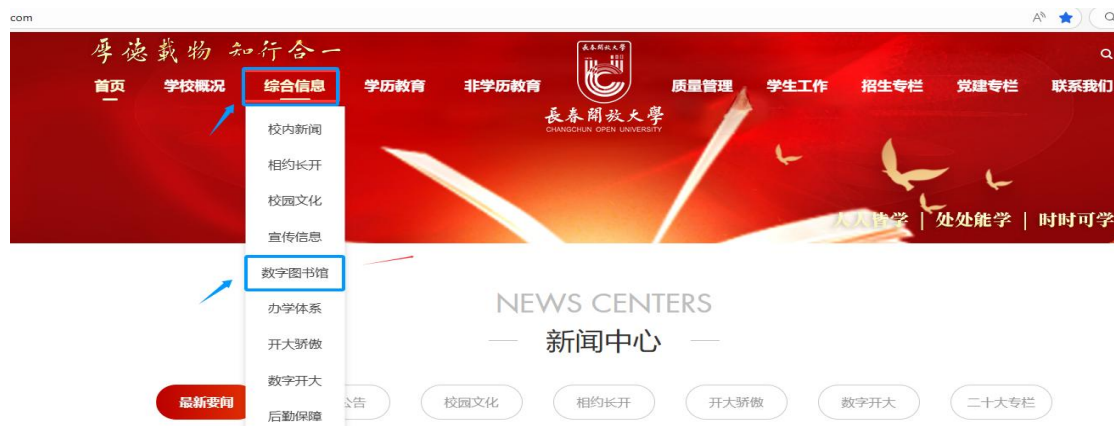 com
厚德载物 知行合一
長春開放大學
首页 学校概况 综合信息 学历教育 非学历教育 质量管理 学生工作 招生专栏 党建专栏 联系我们
長春開放大學
CHANGCHUN OPEN UNIVERSITY
校内新闻
相约长开
校园文化
宣传信息
数字图书馆
办学体系
开大骄傲
数字开大
后勤保障
人人皆学 | 处处能学 | 时时可学
NEWS CENTERS
新闻中心
最新要闻 公告 校园文化 相约长开 开大骄傲 数字开大 二十大专栏